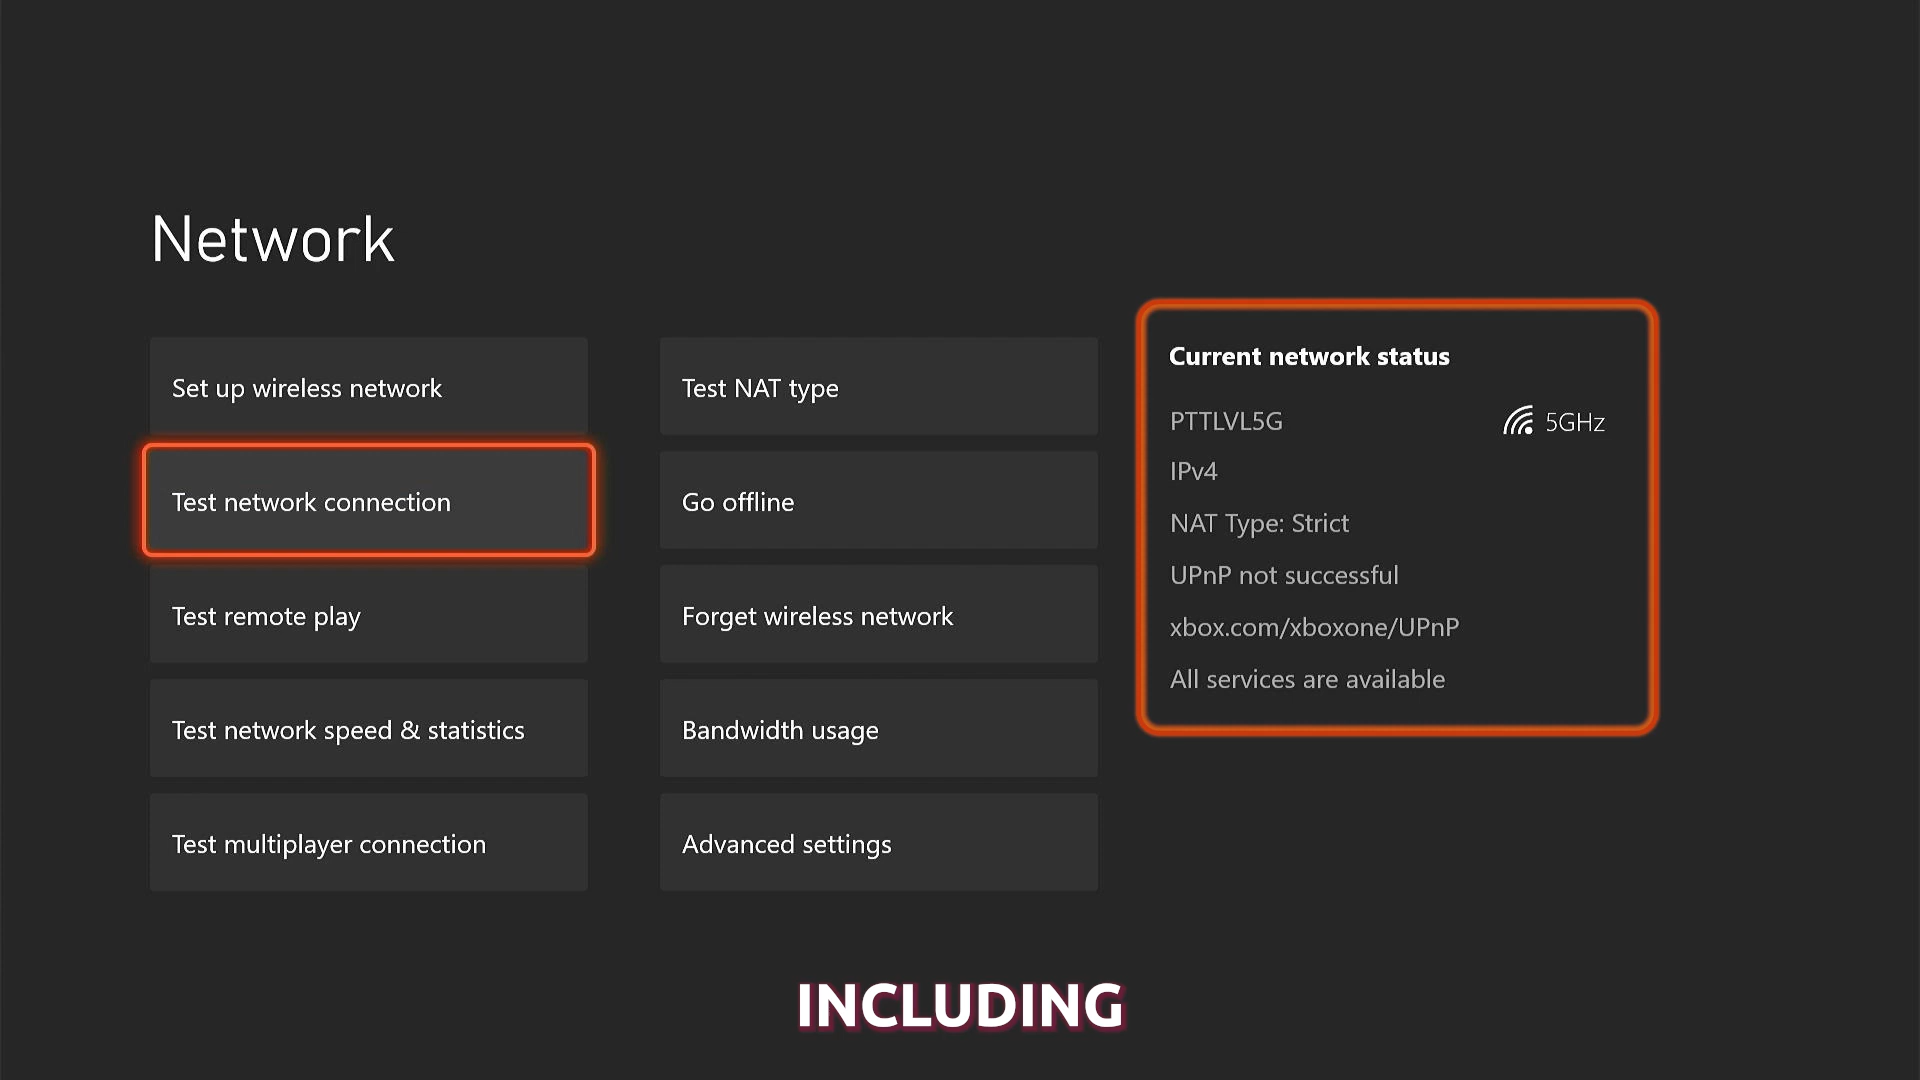 Network
Set up wireless network
Test network connection
Test remote play
Test network speed & statistics
Test multiplayer connection
Test NAT type
Go offline
Forget wireless network
Bandwidth usage
Advanced settings
Current network status
PTTLVL5G 5GHz
IPv4
NAT Type: Strict
UPnP not successful
xbox.com/xboxone/UPnP
All services are available
INCLUDING